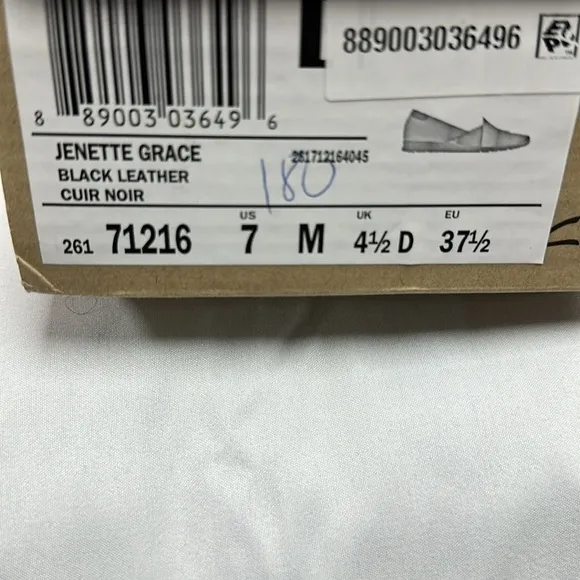 889003036496
8 89003 03649 6
JENETTE GRACE
261712164045
BLACK LEATHER
180
CUIR NOIR
US UK EU
261 71216 7 M 4½ D 37½